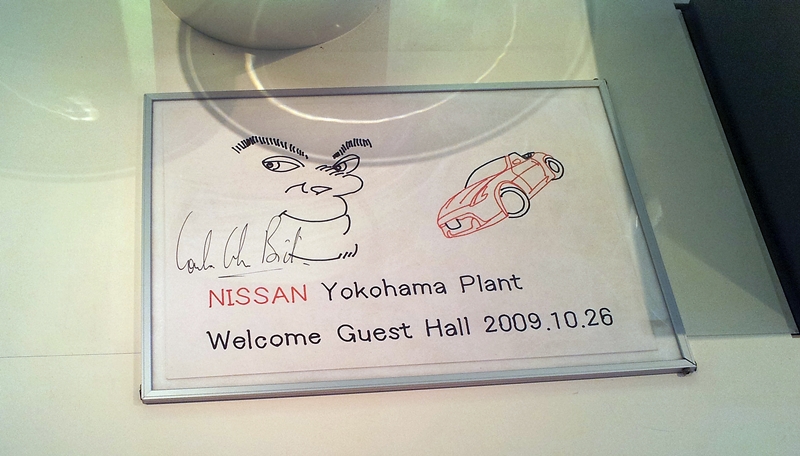 NISSAN Yokohama Plant
Welcome Guest Hall 2009.10.26